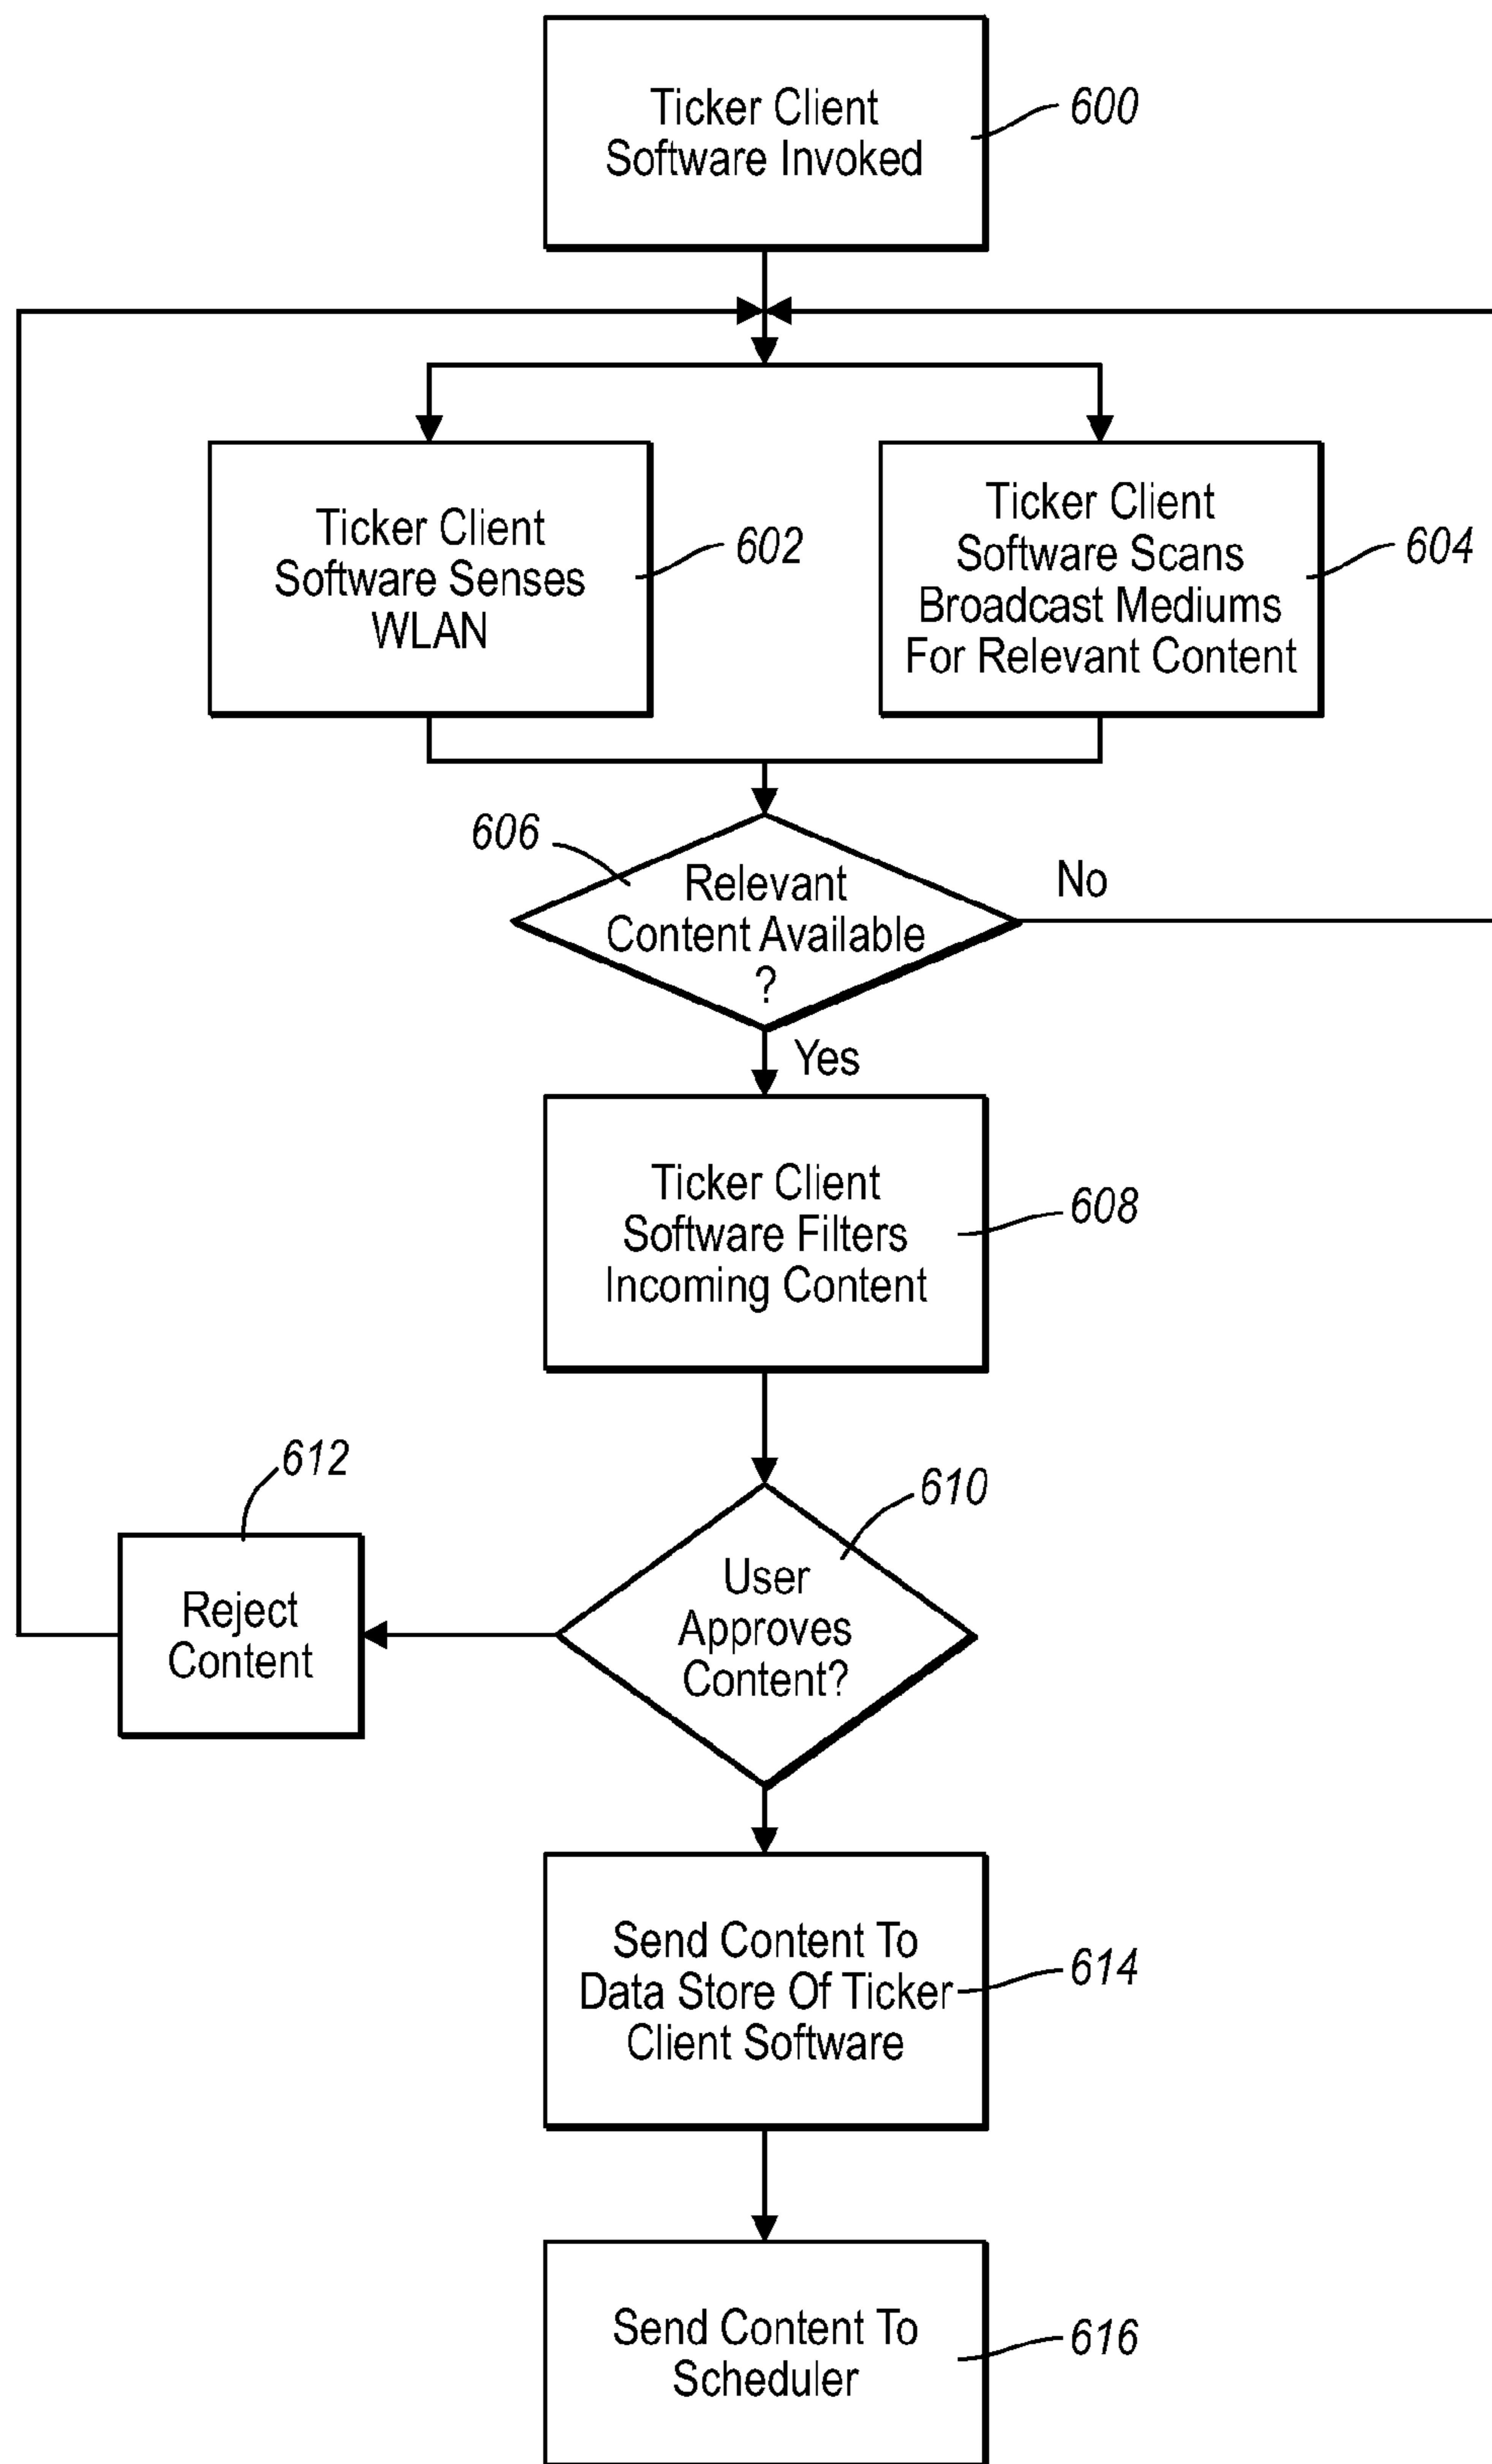 Ticker Client
Software Invoked
600
Ticker Client
Software Senses
WLAN
602
Ticker Client
Software Scans
Broadcast Mediums
For Relevant Content
604
606
Relevant
Content Available
?
No
Yes
Ticker Client
Software Filters
Incoming Content
608
612
Reject
Content
610
User
Approves
Content?
Send Content To
Data Store Of Ticker
Client Software
614
Send Content To
Scheduler
616